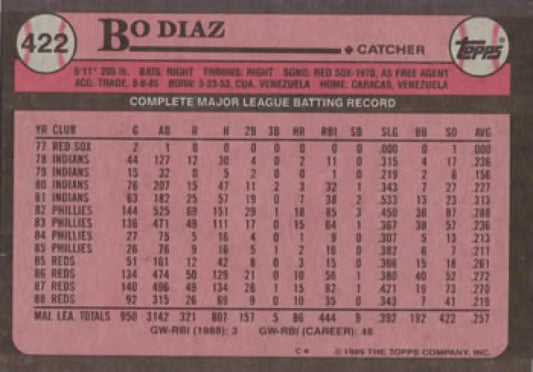 422
BO DIAZ
CATCHER
TOPPS
5'11" 205 lb. BATS: RIGHT THROWS: RIGHT SGND: RED SOX-1970, AS FREE AGENT
ACQ: TRADE, 8-8-85 BORN: 3-23-53, CUA, VENEZUELA HOME: CARACAS, VENEZUELA
COMPLETE MAJOR LEAGUE BATTING RECORD
YR CLUB G AB R H 2B 3B HR RBI SB SLG BB SO AVG
77 RED SOX 2 1 0 0 0 0 0 0 0 .000 0 1 .000
78 INDIANS 44 127 12 30 4 0 2 11 0 .315 4 17 .236
79 INDIANS 15 32 0 5 2 0 0 1 0 .219 2 6 .156
80 INDIANS 76 207 15 47 11 2 3 32 1 .343 7 27 .227
81 INDIANS 63 182 25 57 19 0 7 38 2 .533 13 23 .313
82 PHILLIES 144 525 69 151 29 1 18 85 3 .450 36 87 .288
83 PHILLIES 136 471 49 111 17 0 15 64 1 .367 38 57 .236
84 PHILLIES 27 75 5 16 4 0 1 9 0 .307 5 13 .213
85 PHILLIES 26 76 9 16 5 1 2 16 0 .382 6 7 .211
85 REDS 51 161 12 42 8 0 3 15 0 .366 15 18 .261
86 REDS 134 474 50 129 21 0 10 56 1 .380 40 52 .272
87 REDS 140 496 49 134 28 1 15 82 1 .421 19 73 .270
88 REDS 92 315 26 69 9 0 10 35 0 .343 7 41 .219
MAJ. LEA. TOTALS 950 3142 321 807 157 5 86 444 9 .392 192 422 .257
GW-RBI (1988): 3 GW-RBI (CAREER):
C* © 1989 THE TOPPS COMPANY, INC.